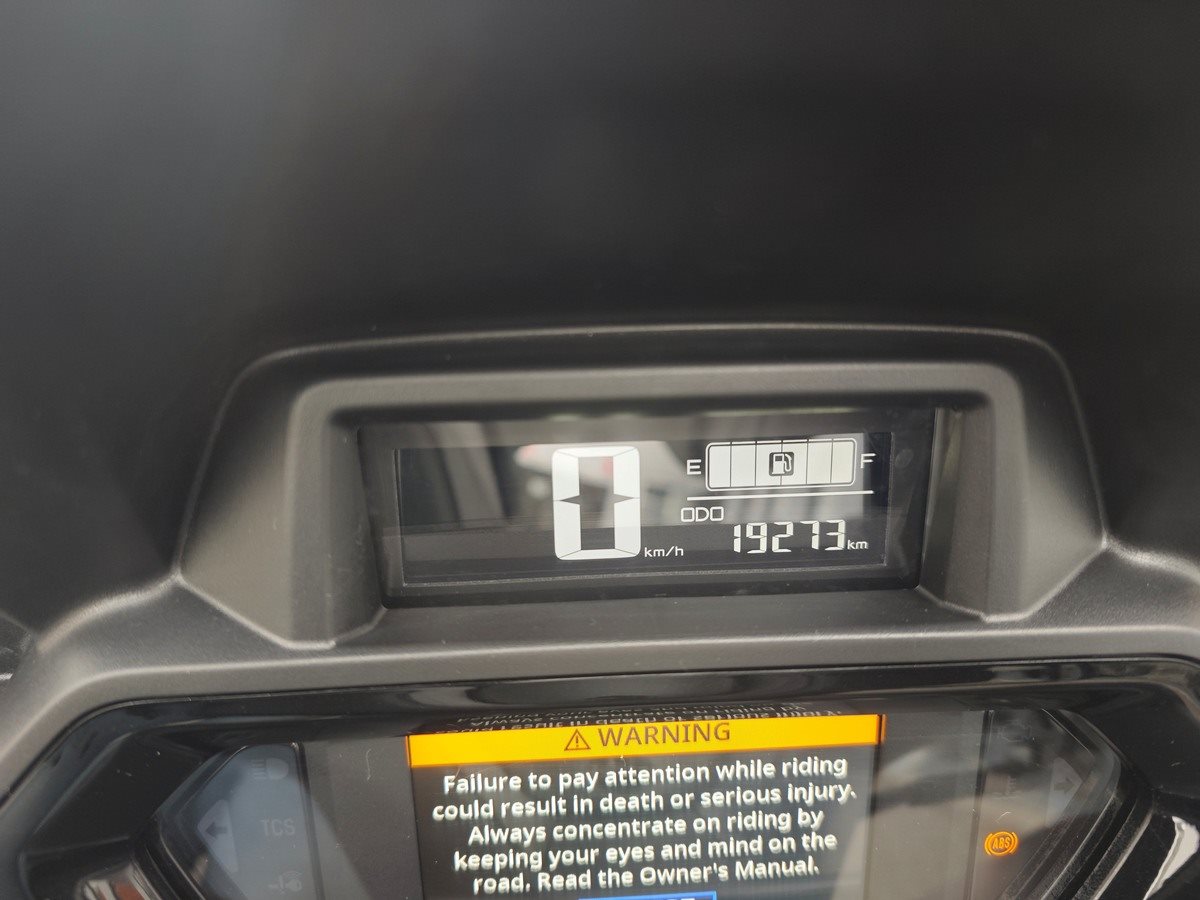 0
km/h
E F
ODO
19273 km
WARNING
Failure to pay attention while riding
could result in death or serious injury.
Always concentrate on riding by
keeping your eyes and mind on the
road. Read the Owner's Manual.
TCS
ABS